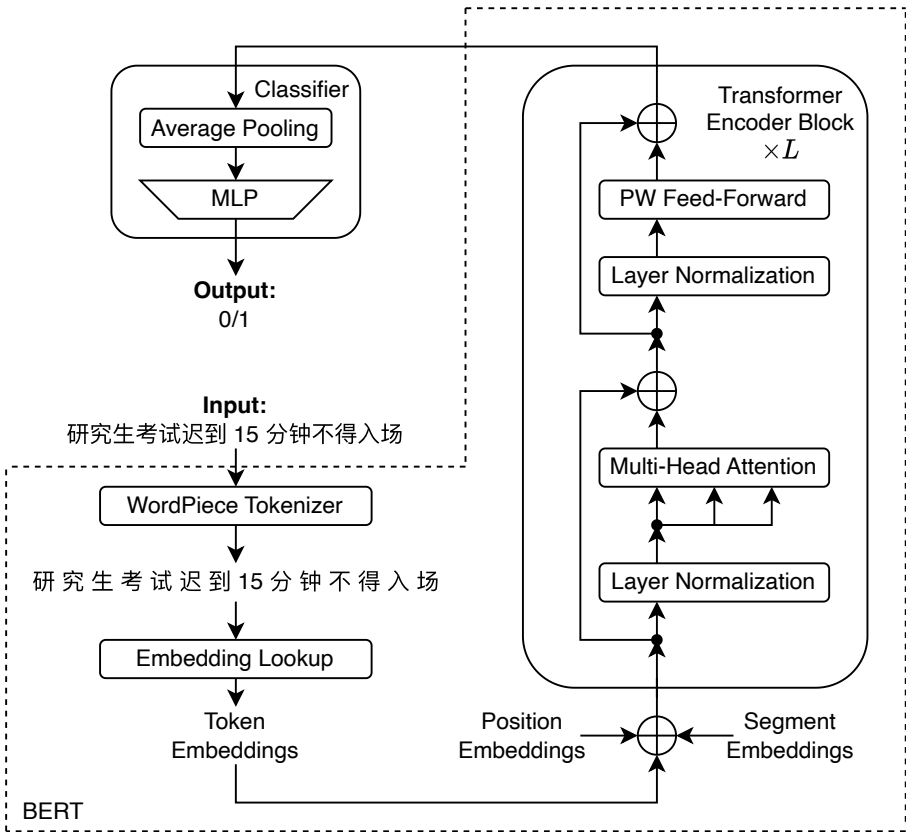 Classifier
Average Pooling
MLP
Output:
0/1
Input:
研究生考试迟到 15 分钟不得入场
WordPiece Tokenizer
研 究 生 考 试 迟 到 15 分 钟 不 得 入 场
Embedding Lookup
Token
Embeddings
BERT
Transformer
Encoder Block
×L
PW Feed-Forward
Layer Normalization
Multi-Head Attention
Layer Normalization
Position
Embeddings
Segment
Embeddings